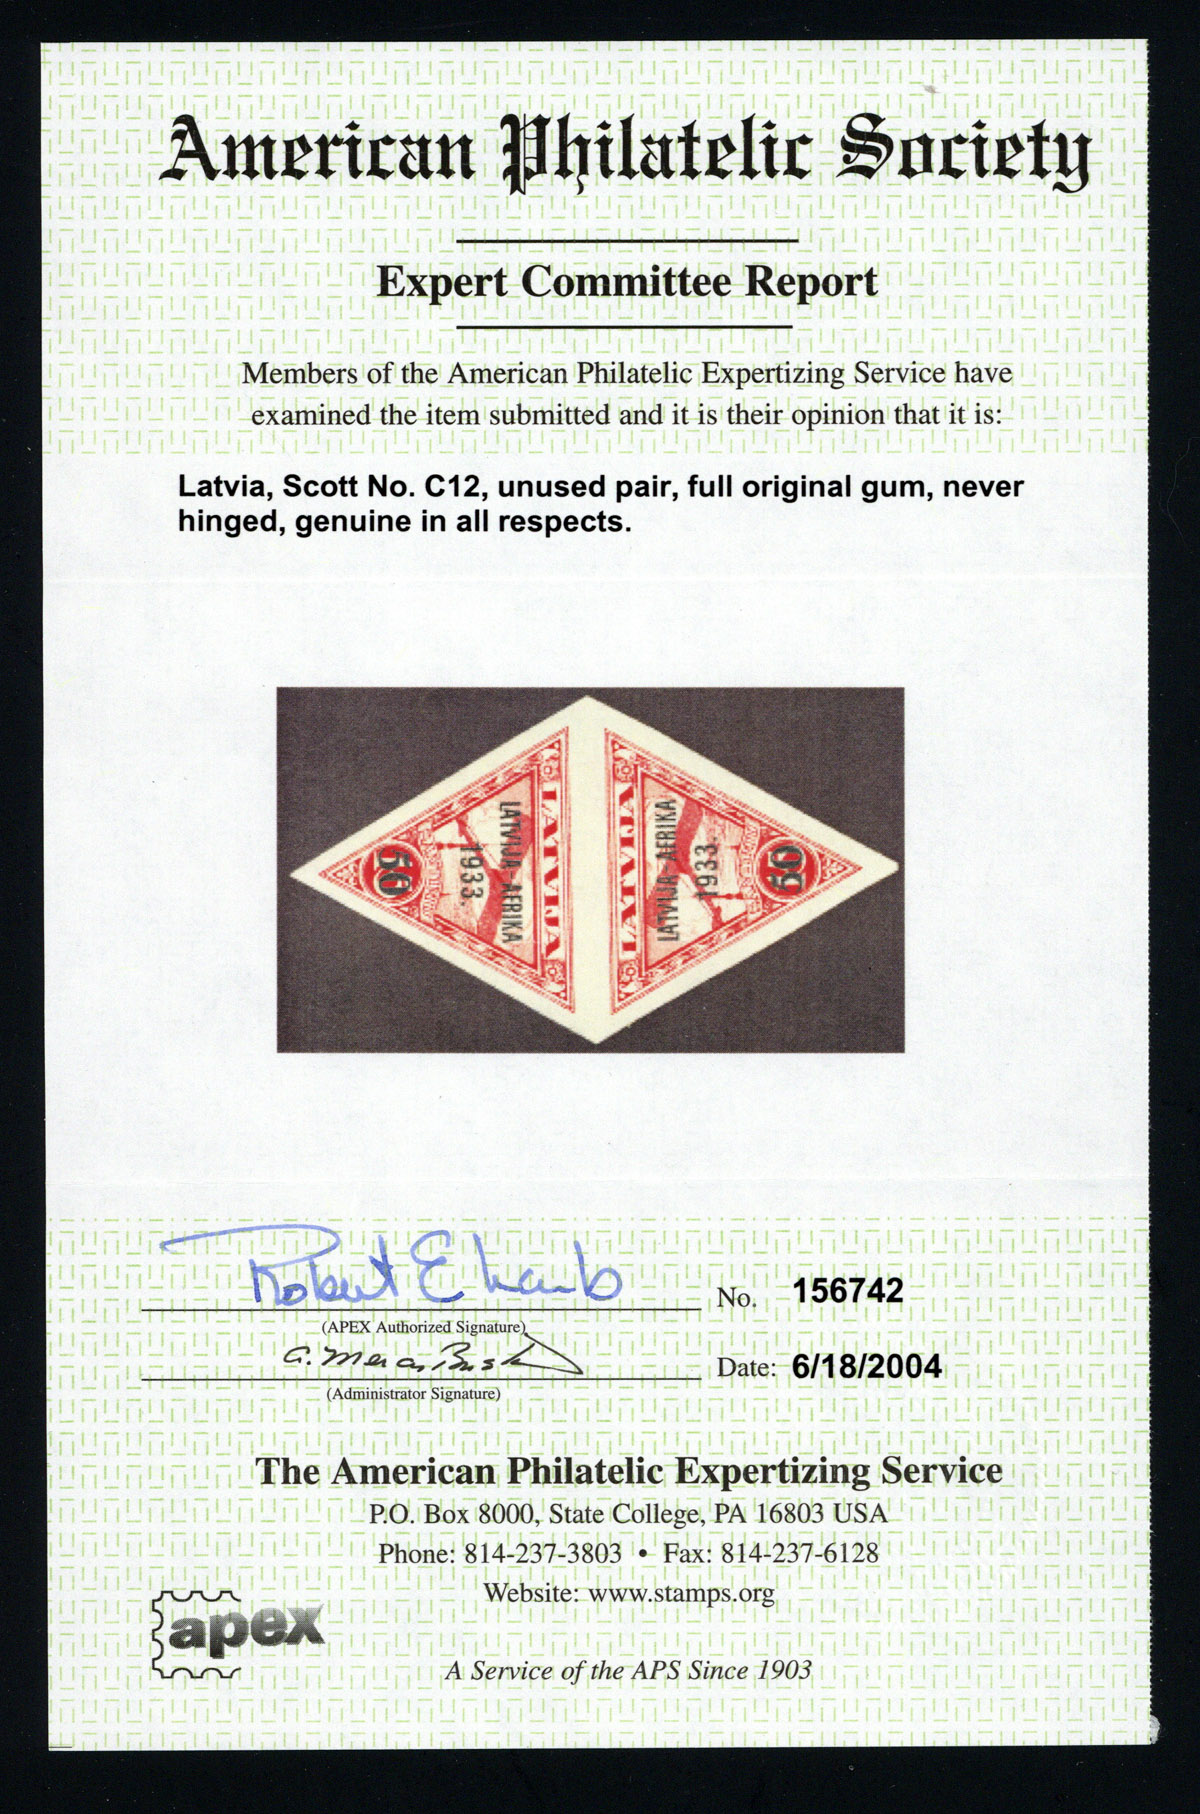 American Philatelic Society
Expert Committee Report
Members of the American Philatelic Expertizing Service have
examined the item submitted and it is their opinion that it is:
Latvia, Scott No. C12, unused pair, full original gum, never
hinged, genuine in all respects.
50
1933.
LATVIJA-AFRIKA
LATVIJA
LATVIJA
LATVIJA-AFRIKA
1933.
50
Robert E
No. 156742
(APEX Authorized Signature)
Date: 6/18/2004
(Administrator Signature)
The American Philatelic Expertizing Service
P.O. Box 8000, State College, PA 16803 USA
Phone: 814-237-3803 • Fax: 814-237-6128
Website: www.stamps.org
apex
A Service of the APS Since 1903